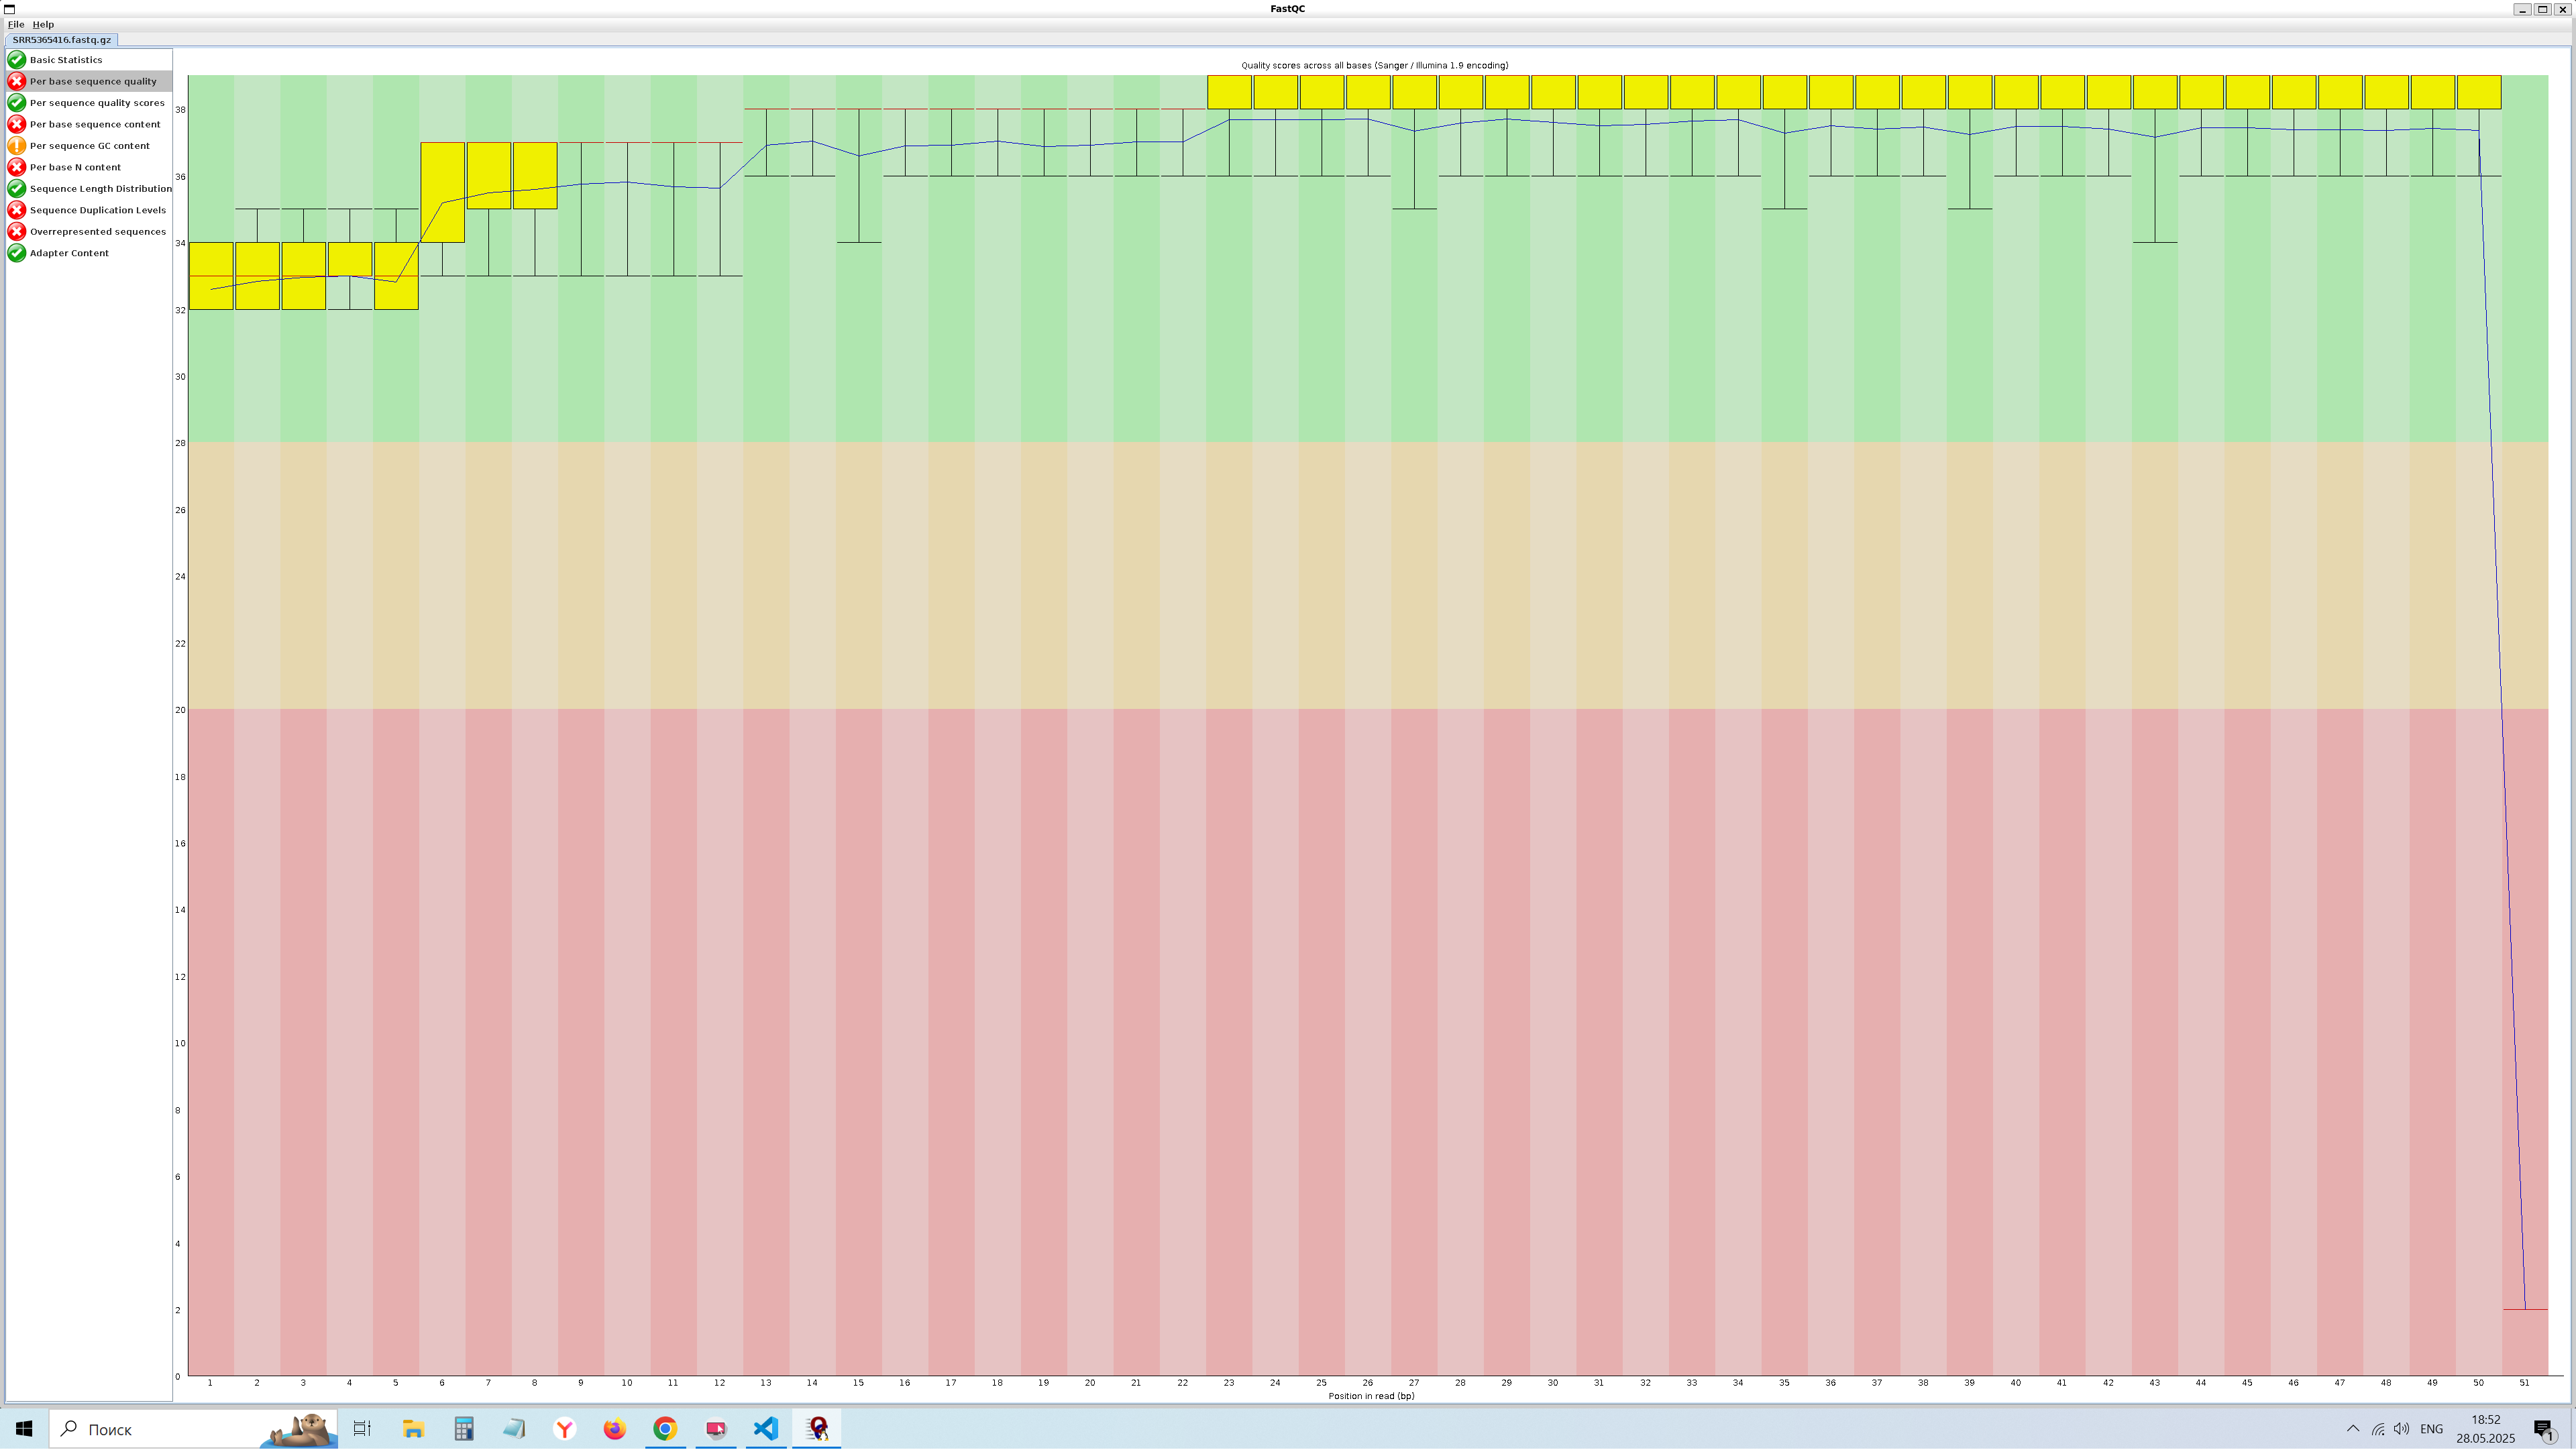 FastQC
File Help
SRR5365416.fastq.gz
Basic Statistics
Per base sequence quality
Per sequence quality scores
Per base sequence content
Per sequence GC content
Per base N content
Sequence Length Distribution
Sequence Duplication Levels
Overrepresented sequences
Adapter Content
Quality scores across all bases (Sanger / Illumina 1.9 encoding)
38
36
34
32
30
28
26
24
22
20
18
16
14
12
10
8
6
4
2
0
1 2 3 4 5 6 7 8 9 10 11 12 13 14 15 16 17 18 19 20 21 22 23 24 25 26 27 28 29 30 31 32 33 34 35 36 37 38 39 40 41 42 43 44 45 46 47 48 49 50 51
Position in read (bp)
Поиск
ENG
18:52
28.05.2025
1